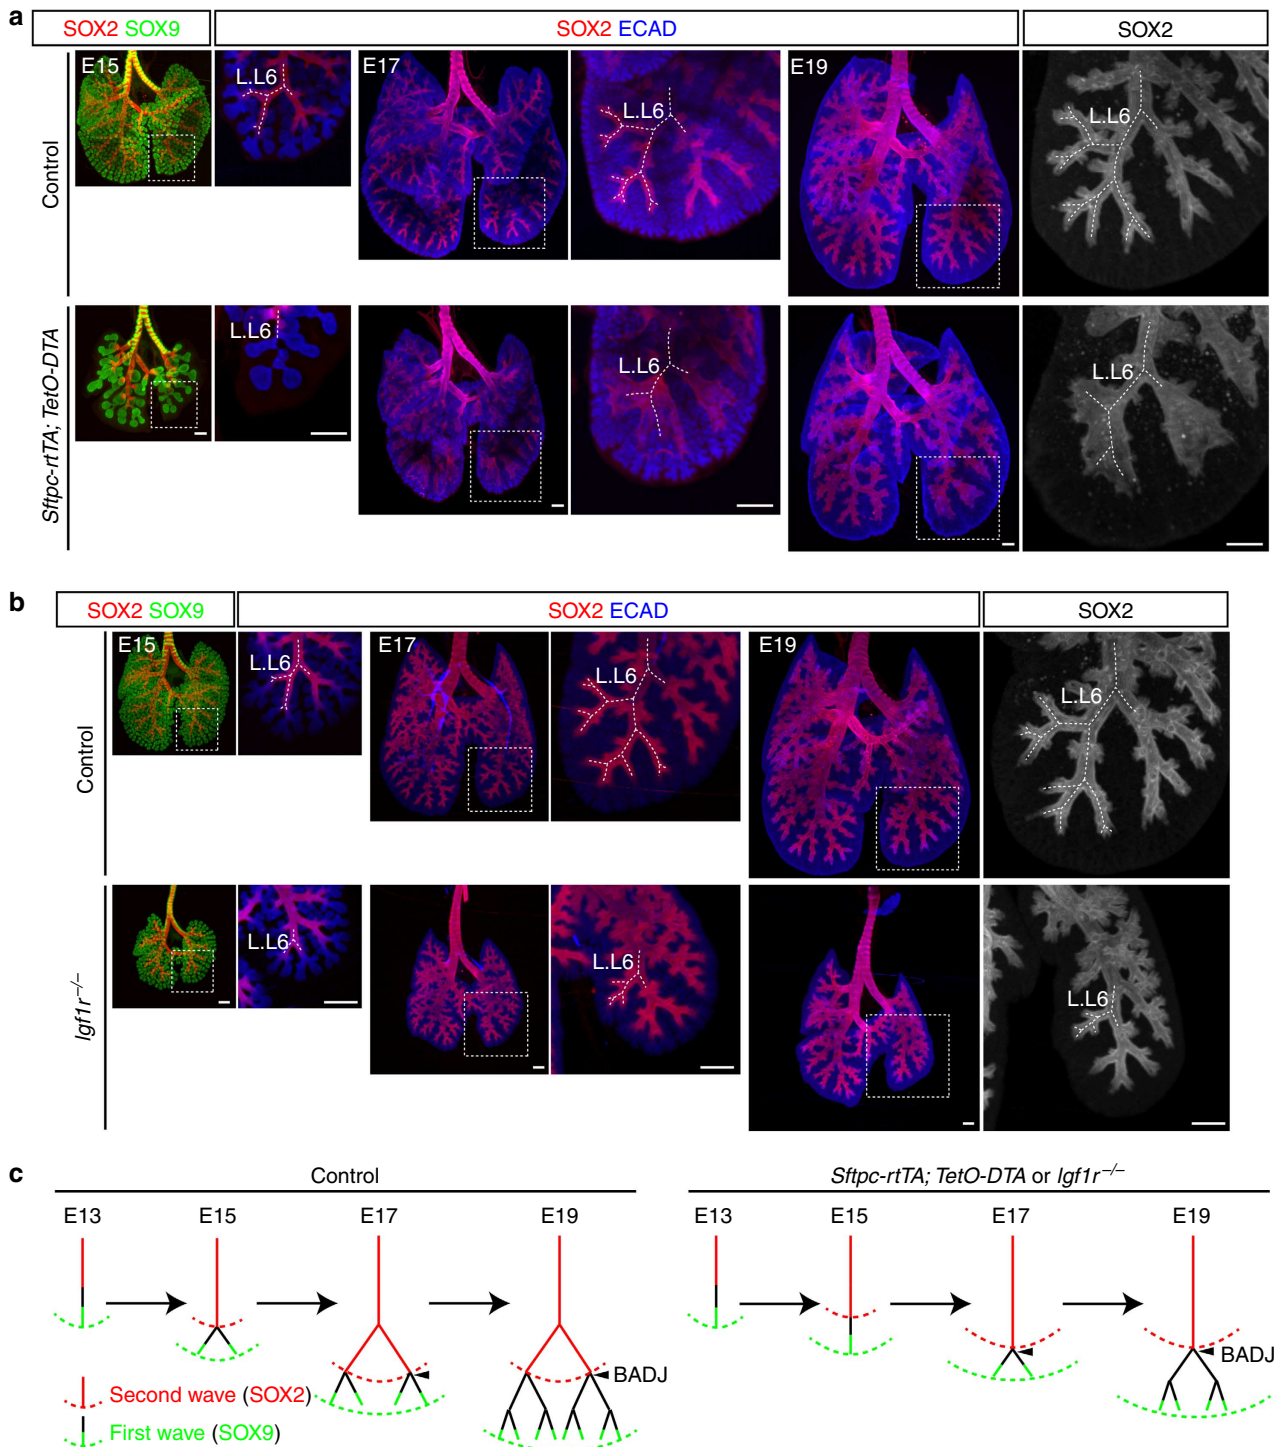 a
SOX2 SOX9
SOX2 ECAD
SOX2
Control
E15
L.L6
E17
L.L6
E19
L.L6
Sftpc-rtTA; TetO-DTA
L.L6
L.L6
L.L6
b
SOX2 SOX9
SOX2 ECAD
SOX2
Control
E15
L.L6
E17
L.L6
E19
L.L6
Igf1r–/–
L.L6
L.L6
L.L6
c
Control
Sftpc-rtTA; TetO-DTA or Igf1r –/–
E13 E15 E17 E19
E13 E15 E17 E19
BADJ
BADJ
Second wave (SOX2)
First wave (SOX9)